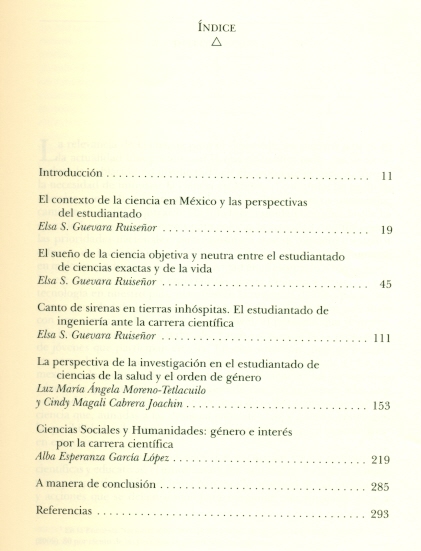 ÍNDICE
Introducción . . . . . . . . . . . . . . . . . . . . . . . . . . . . . . . . . . . . . . . . . . 11
El contexto de la ciencia en México y las perspectivas
del estudiantado
Elsa S. Guevara Ruiseñor . . . . . . . . . . . . . . . . . . . . . . . . . . . . . . . . . 19
El sueño de la ciencia objetiva y neutra entre el estudiantado
de ciencias exactas y de la vida
Elsa S. Guevara Ruiseñor . . . . . . . . . . . . . . . . . . . . . . . . . . . . . . . . . 45
Canto de sirenas en tierras inhóspitas. El estudiantado de
ingeniería ante la carrera científica
Elsa S. Guevara Ruiseñor . . . . . . . . . . . . . . . . . . . . . . . . . . . . . . . . 111
La perspectiva de la investigación en el estudiantado de
ciencias de la salud y el orden de género
Luz María Ángela Moreno-Tetlacuilo
y Cindy Magali Cabrera Joachin . . . . . . . . . . . . . . . . . . . . . . . . . . . . . 153
Ciencias Sociales y Humanidades: género e interés
por la carrera científica
Alba Esperanza García López . . . . . . . . . . . . . . . . . . . . . . . . . . . . . . . 219
A manera de conclusión . . . . . . . . . . . . . . . . . . . . . . . . . . . . . . . . . 285
Referencias . . . . . . . . . . . . . . . . . . . . . . . . . . . . . . . . . . . . . . . . . . . 293